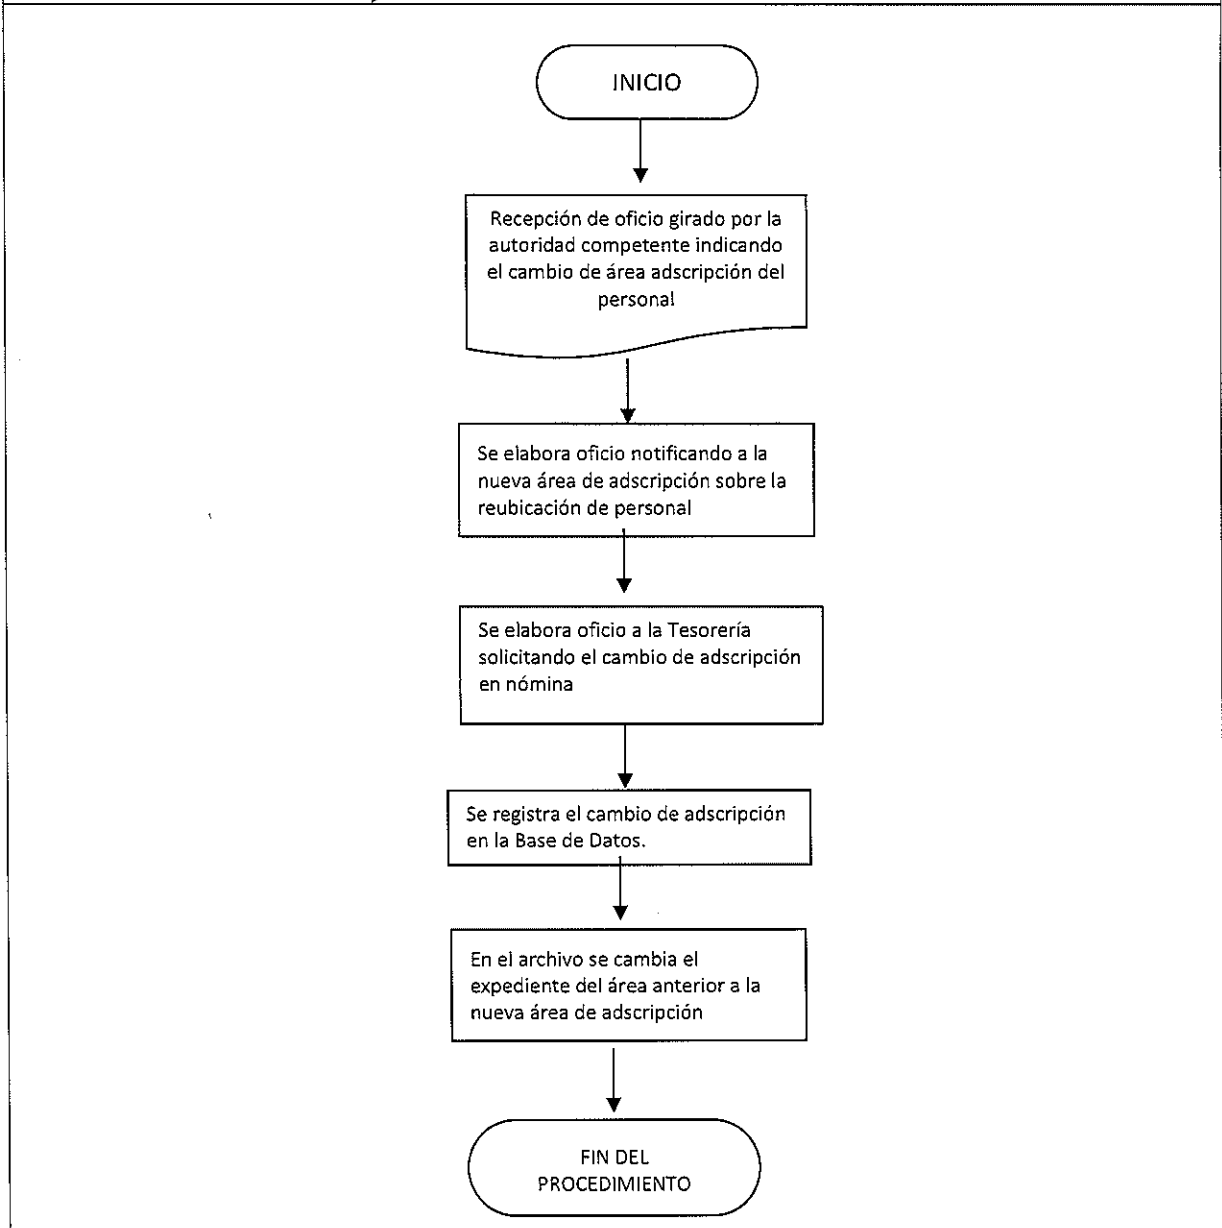 INICIO
Recepción de oficio girado por la
autoridad competente indicando
el cambio de área adscripción del
personal
Se elabora oficio notificando a la
nueva área de adscripción sobre la
reubicación de personal
Se elabora oficio a la Tesorería
solicitando el cambio de adscripción
en nómina
Se registra el cambio de adscripción
en la Base de Datos.
En el archivo se cambia el
expediente del área anterior a la
nueva área de adscripción
FIN DEL
PROCEDIMIENTO